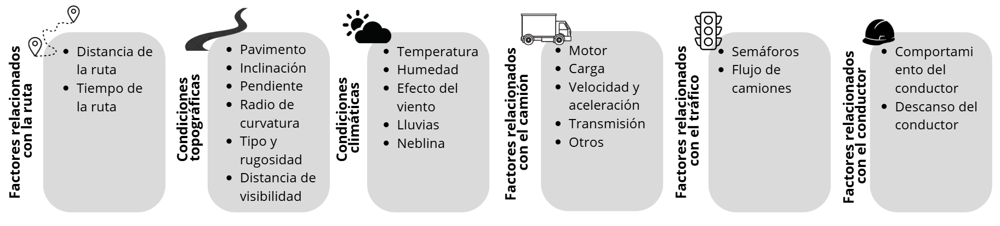 Factores relacionados
con la ruta
• Distancia de
la ruta
• Tiempo de
la ruta
Condiciones
topográficas
• Pavimento
• Inclinación
• Pendiente
• Radio de
curvatura
• Tipo y
rugosidad
• Distancia de
visibilidad
Condiciones
climáticas
• Temperatura
• Humedad
• Efecto del
viento
• Lluvias
• Neblina
Factores relacionados
con el camión
• Motor
• Carga
• Velocidad y
aceleración
• Transmisión
• Otros
Factores relacionados
con el tráfico
• Semáforos
• Flujo de
camiones
Factores relacionados
con el conductor
• Comportami
ento del
conductor
• Descanso del
conductor